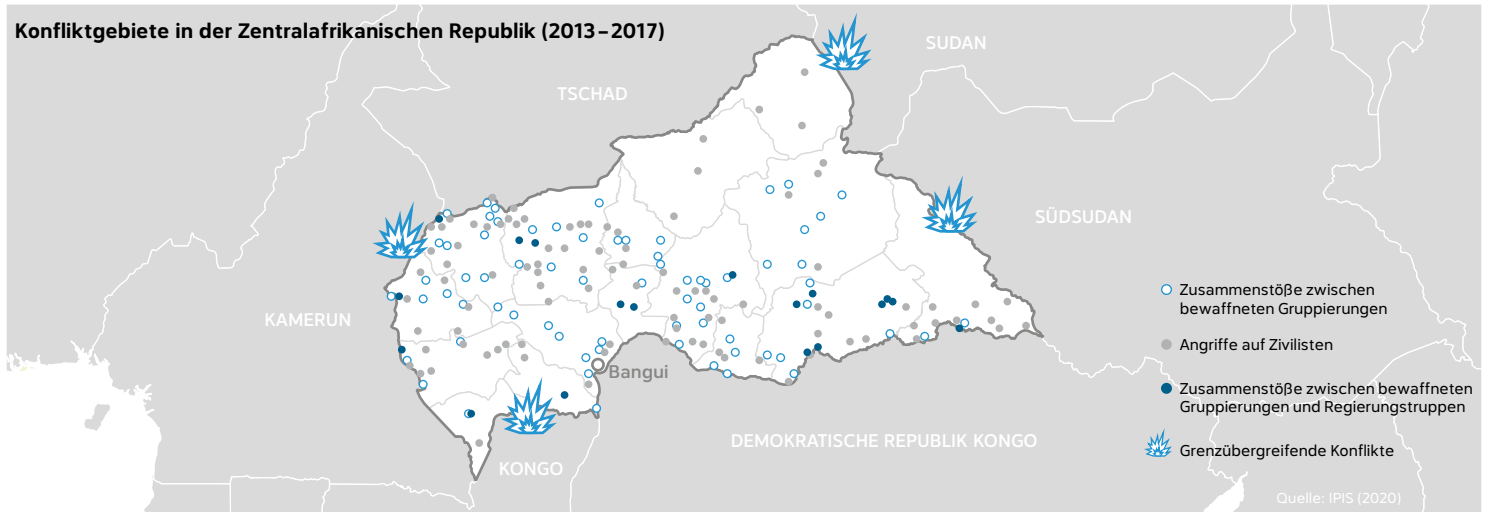 Konfliktgebiete in der Zentralafrikanischen Republik (2013–2017)
SUDAN
TSCHAD
SÜDSUDAN
KAMERUN
Bangui
DEMOKRATISCHE REPUBLIK KONGO
KONGO
Zusammenstöße zwischen
bewaffneten Gruppierungen
Angriffe auf Zivilisten
Zusammenstöße zwischen bewaffneten
Gruppierungen und Regierungstruppen
Grenzübergreifende Konflikte
Quelle: IPIS (2020)